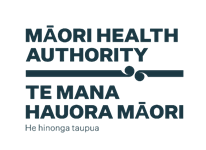 MĀORI HEALTH
AUTHORITY
TE MANA
HAUORA MĀORI
He hinonga taupua